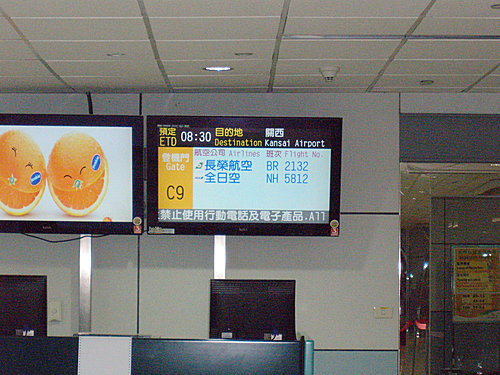 預定 08:30 目的地 關西
ETD Destination Kansai Airport
登機門 航空公司 Airlines 班次 Flight No.
Gate 長榮航空 BR 2132
全日空 NH 5812
C9
禁止使用行動電話及電子產品.All